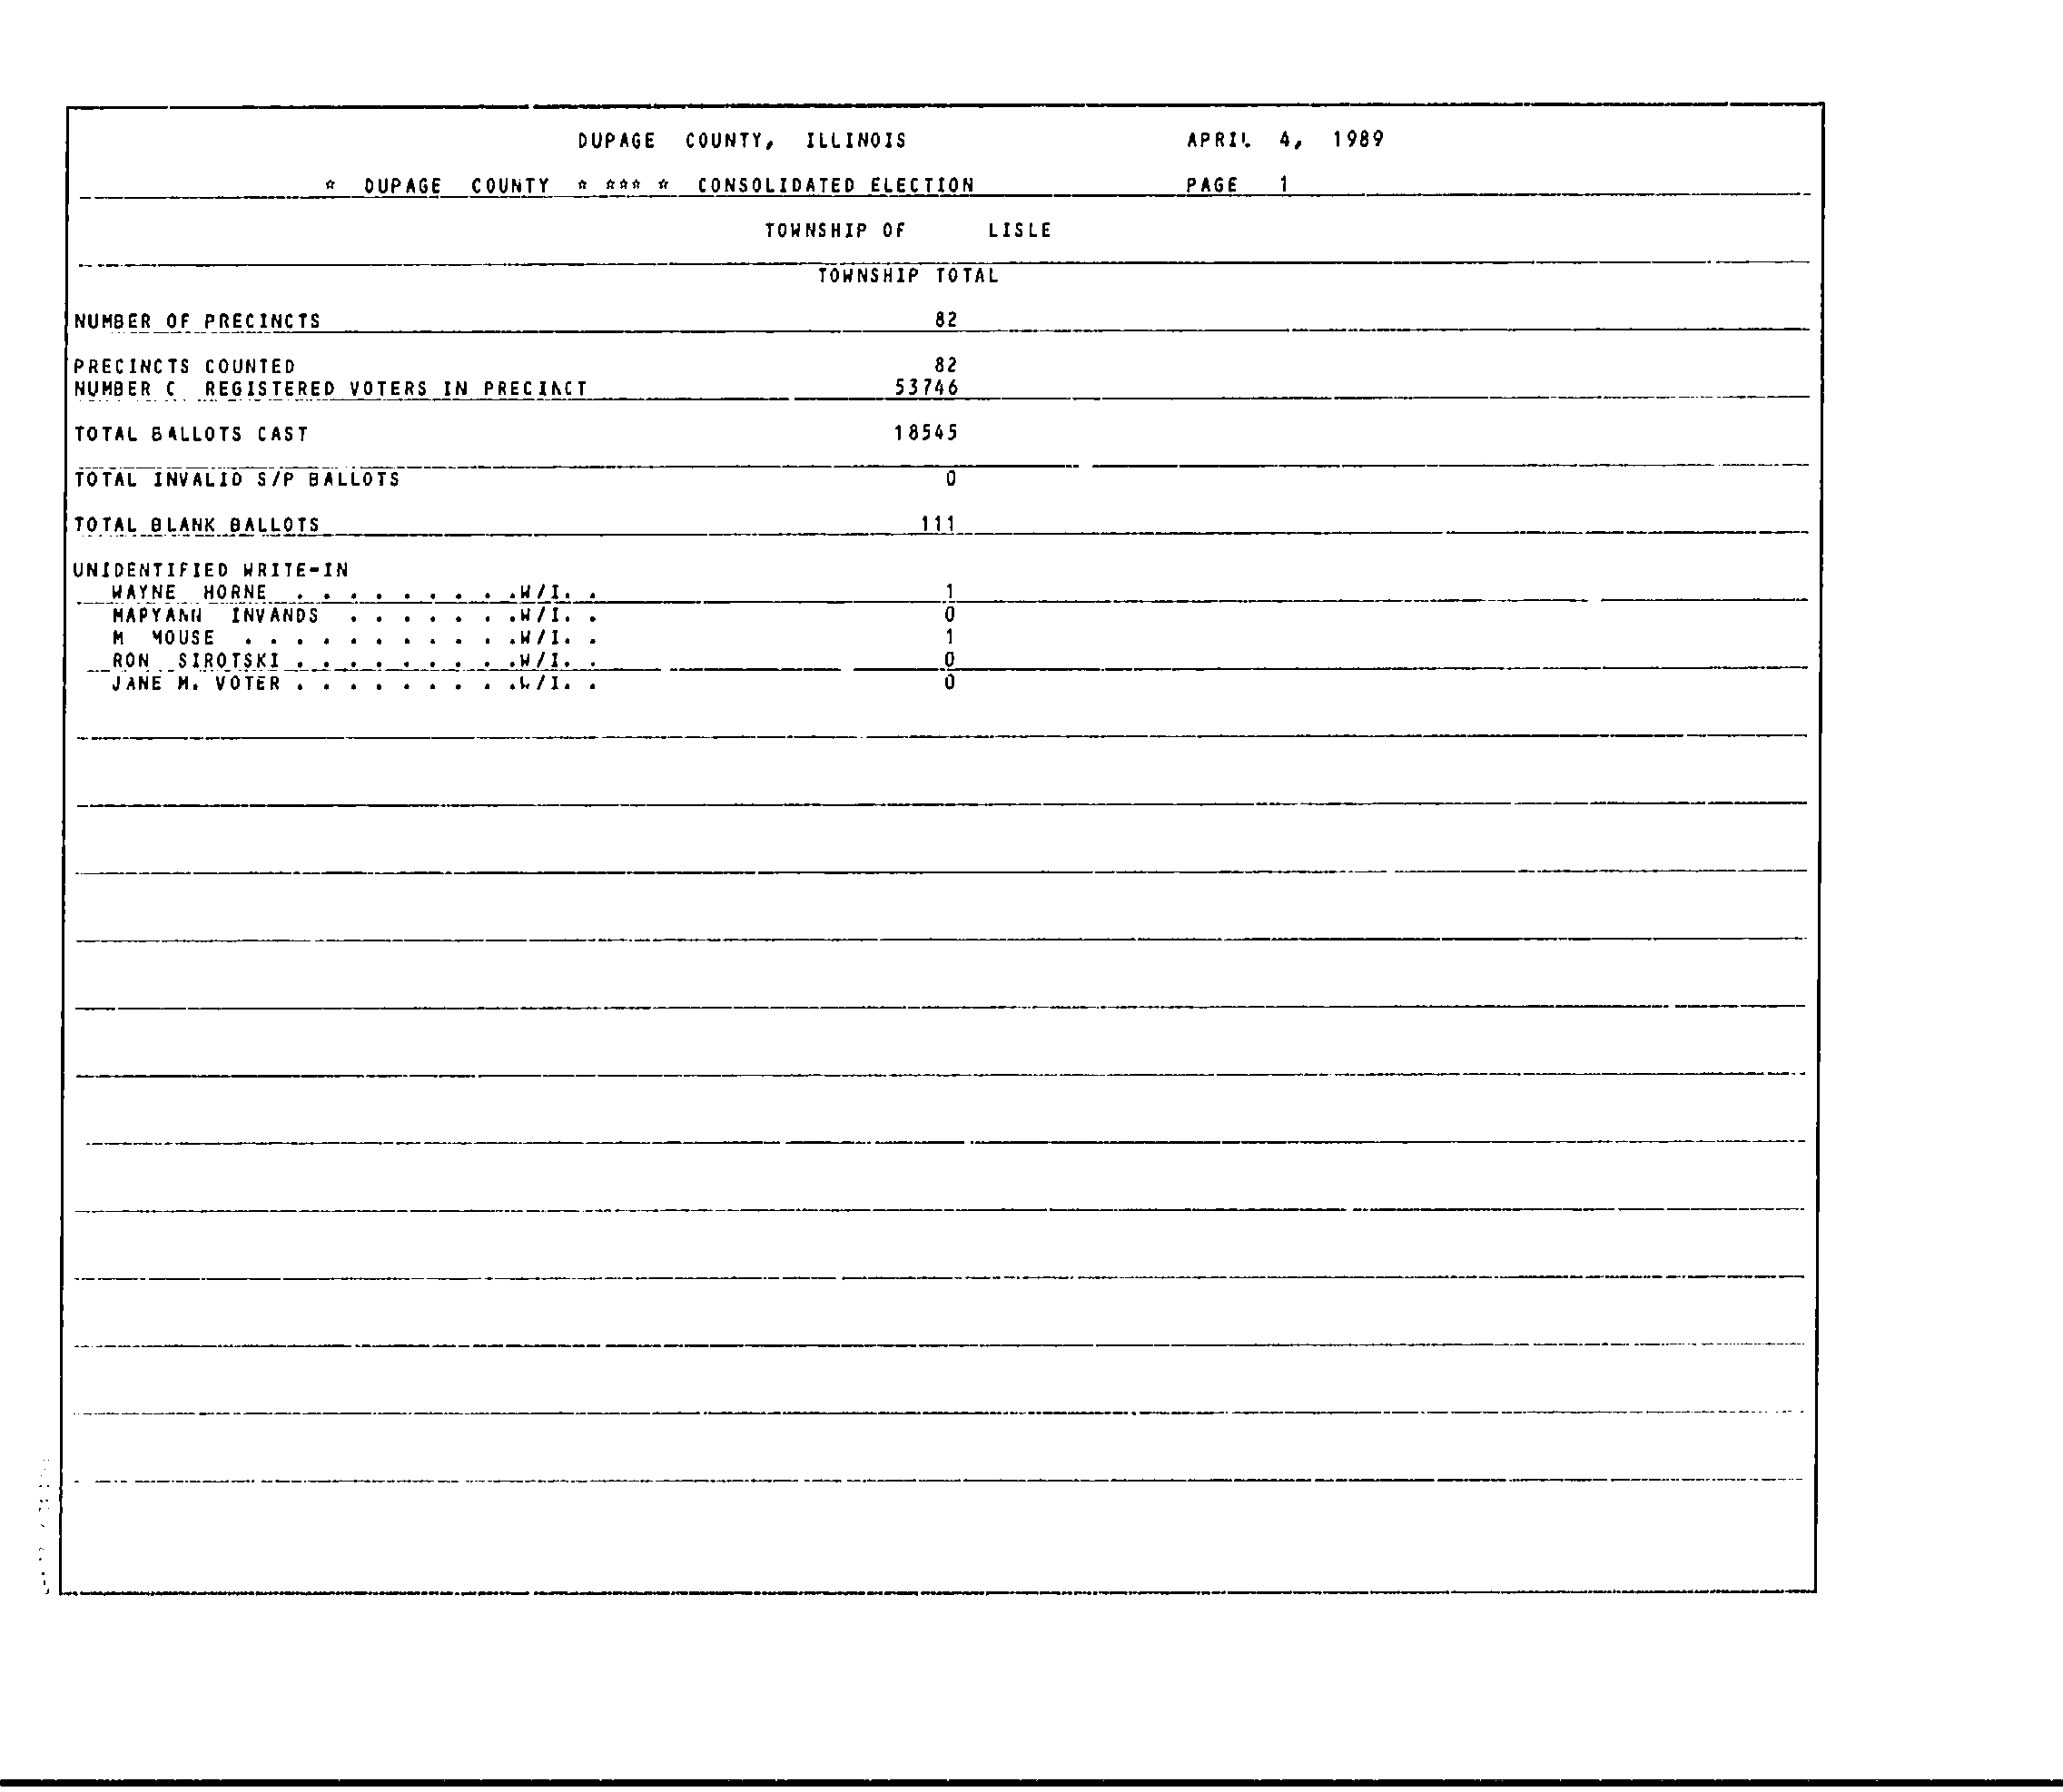 DUPAGE COUNTY, ILLINOIS APRIL 4, 1989
* DUPAGE COUNTY * *** * CONSOLIDATED ELECTION PAGE 1
TOWNSHIP OF LISLE
TOWNSHIP TOTAL
NUMBER OF PRECINCTS 82
PRECINCTS COUNTED 82
NUMBER C REGISTERED VOTERS IN PRECINCT 53746
TOTAL BALLOTS CAST 18545
TOTAL INVALID S/P BALLOTS 0
TOTAL BLANK BALLOTS 111
UNIDENTIFIED WRITE-IN
WAYNE HORNE . . . . . . . . .W/I. . 1
MARYANN INVANDS . . . . . . .W/I. . 0
M MOUSE . . . . . . . . . . .W/I. . 1
RON SIROTSKI . . . . . . . . .W/I. . 0
JANE M. VOTER . . . . . . . . .W/I. . 0